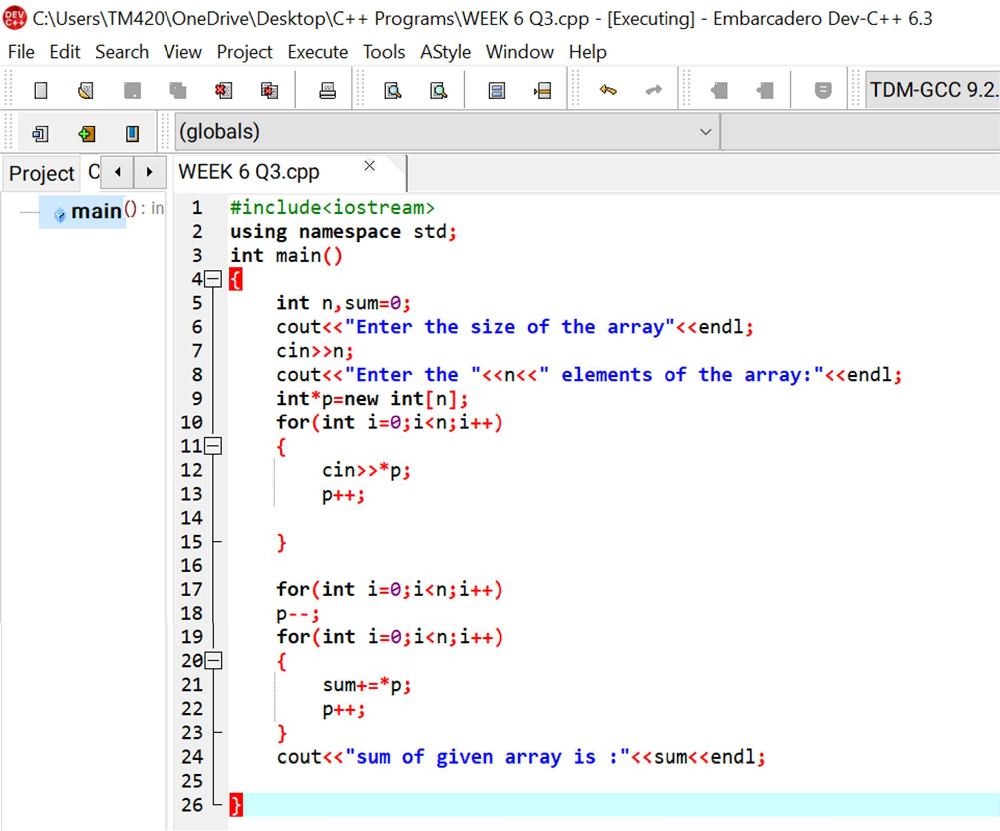 DEV C++ C:\Users\TM420\OneDrive\Desktop\C++ Programs\WEEK 6 Q3.cpp - [Executing] - Embarcadero Dev-C++ 6.3
File Edit Search View Project Execute Tools AStyle Window Help
TDM-GCC 9.2.
(globals)
Project C WEEK 6 Q3.cpp
main() : in
1 #include<iostream>
2 using namespace std;
3 int main()
4 {
5 int n,sum=0;
6 cout<<"Enter the size of the array"<<endl;
7 cin>>n;
8 cout<<"Enter the "<<n<<" elements of the array:"<<endl;
9 int*p=new int[n];
10 for(int i=0;i<n;i++)
11 {
12 cin>>*p;
13 p++;
14
15 }
16
17 for(int i=0;i<n;i++)
18 p--;
19 for(int i=0;i<n;i++)
20 {
21 sum+=*p;
22 p++;
23 }
24 cout<<"sum of given array is :"<<sum<<endl;
25
26 }